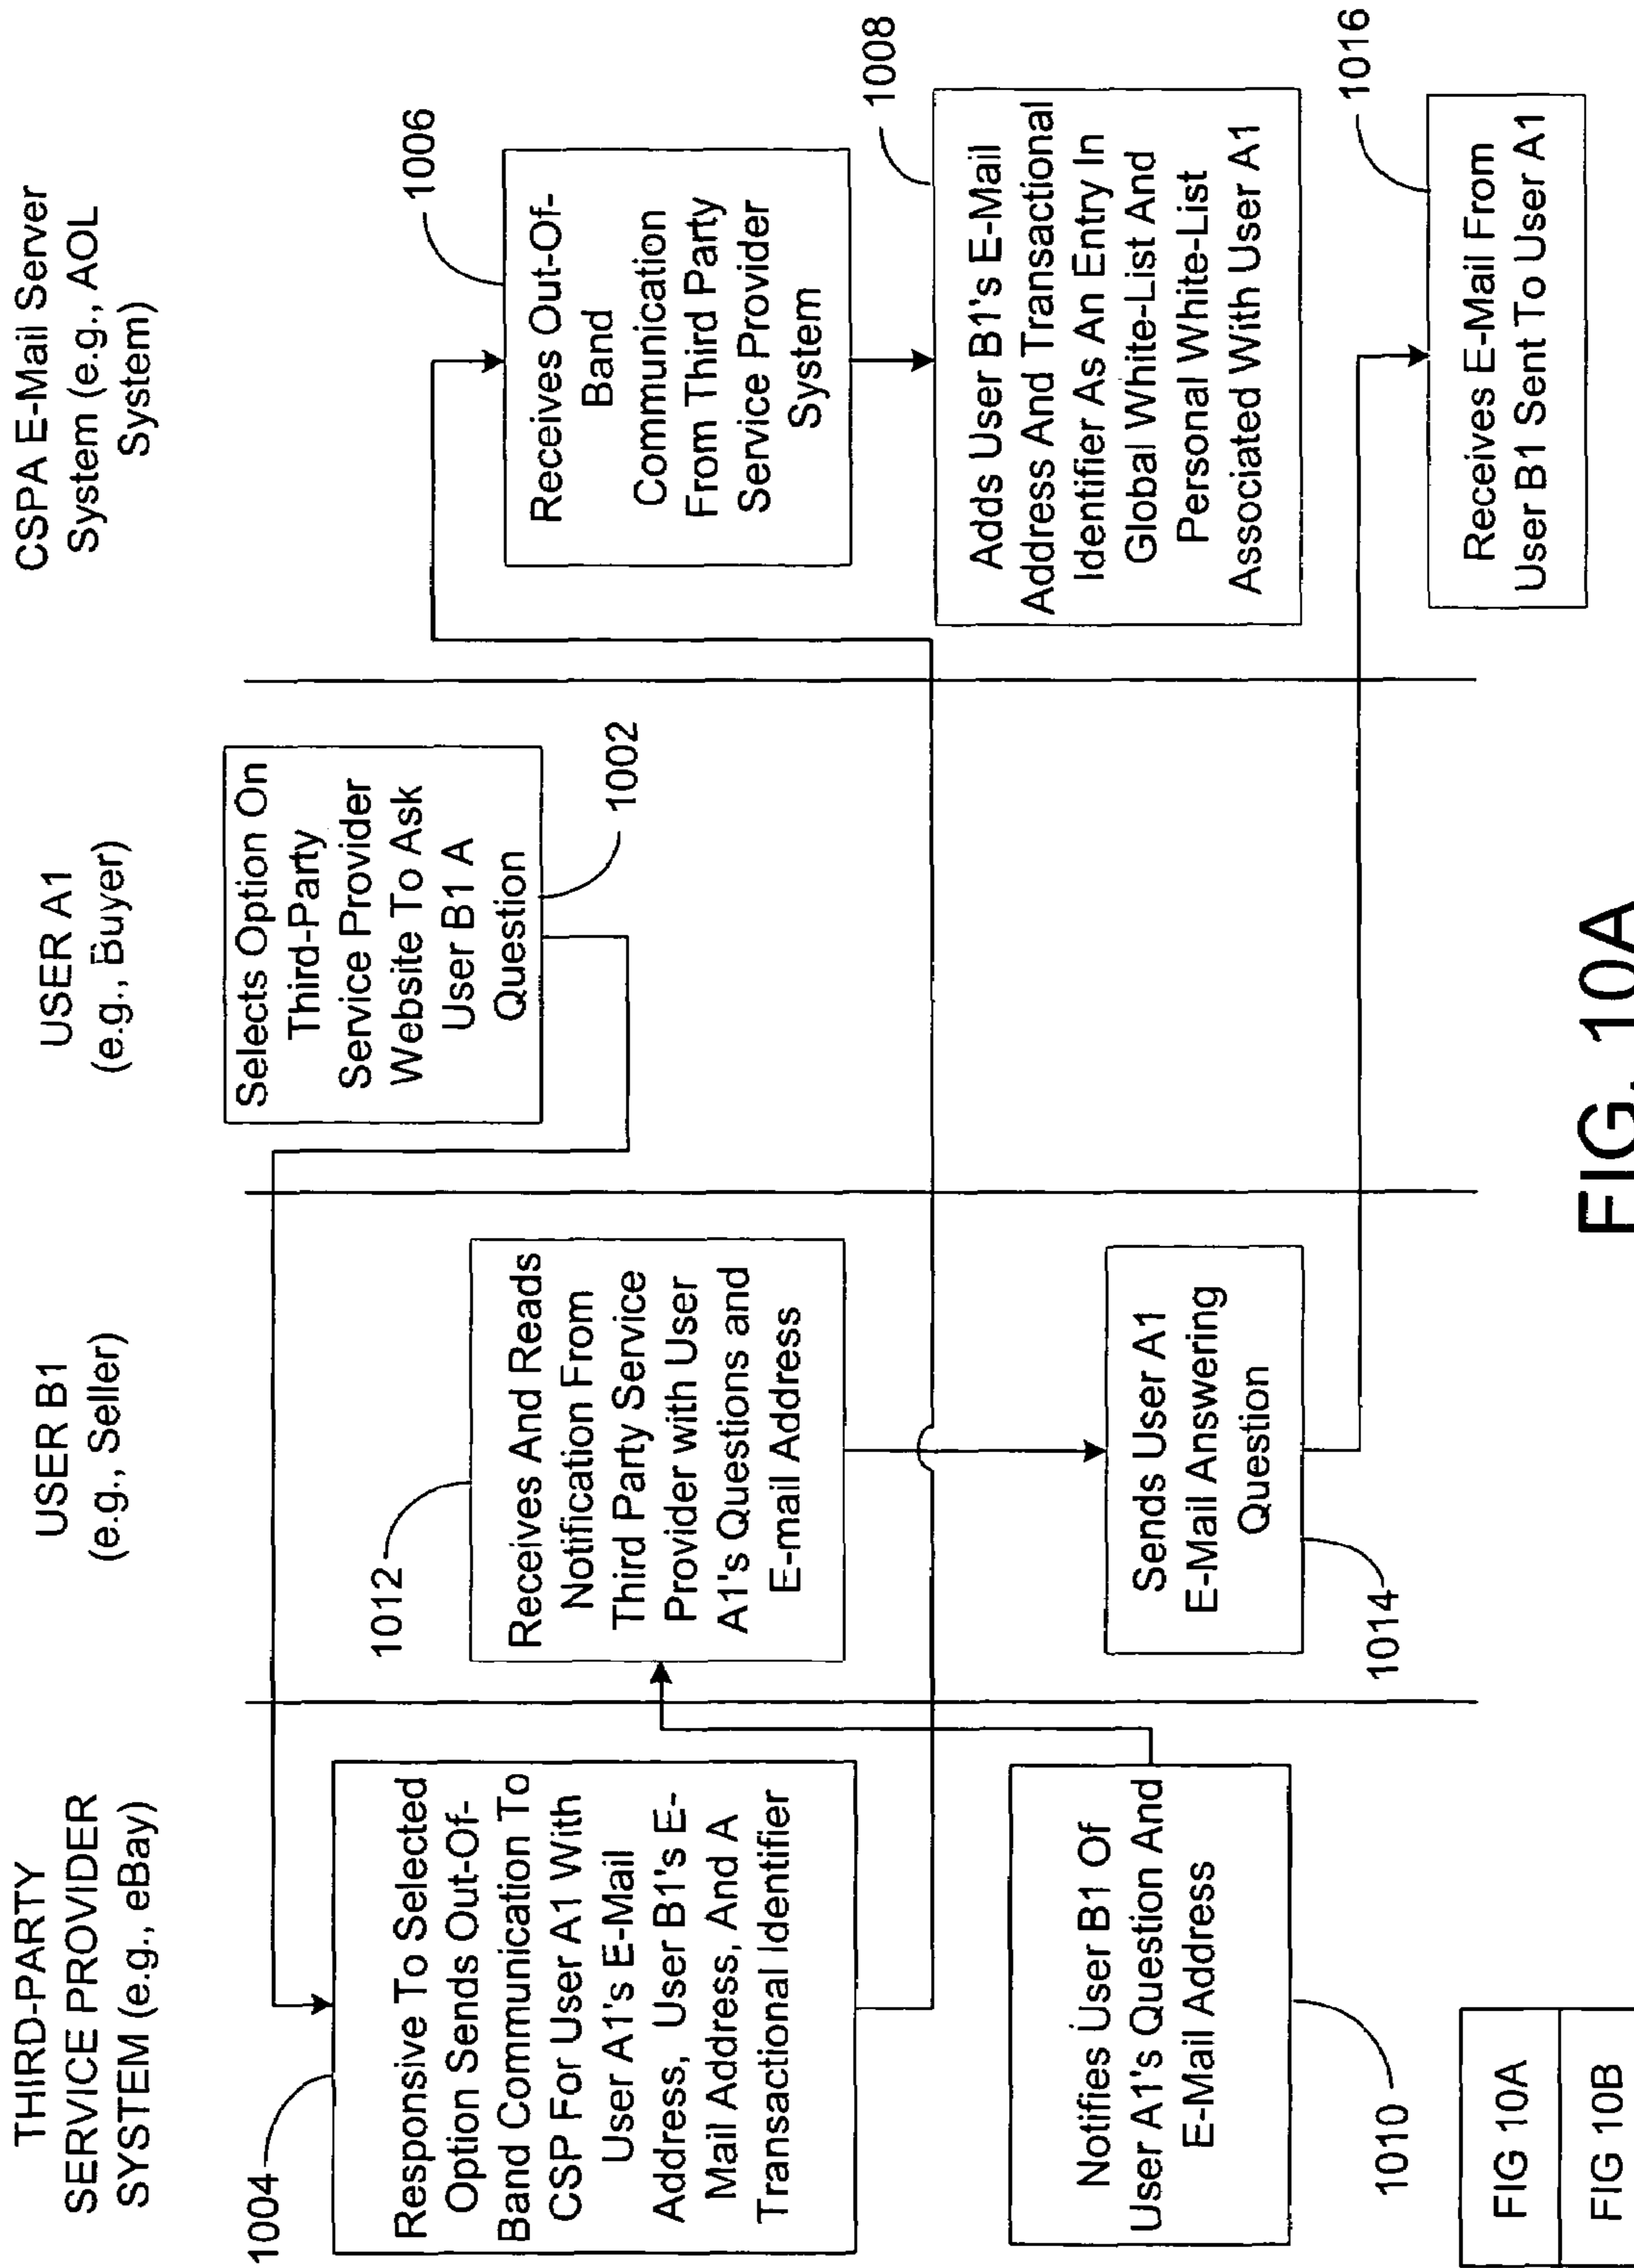 THIRD-PARTY
SERVICE PROVIDER
SYSTEM (e.g., eBay)
USER B1
(e.g., Seller)
USER A1
(e.g., Buyer)
CSPA E-Mail Server
System (e.g., AOL
System)
Selects Option On
Third-Party
Service Provider
Website To Ask
User B1 A
Question
1002
1004
Responsive To Selected
Option Sends Out-Of-
Band Communication To
CSP For User A1 With
User A1's E-Mail
Address, User B1's E-
Mail Address, And A
Transactional Identifier
1006
Receives Out-Of-
Band
Communication
From Third Party
Service Provider
System
1008
Adds User B1's E-Mail
Address And Transactional
Identifier As An Entry In
Global White-List And
Personal White-List
Associated With User A1
Notifies User B1 Of
User A1's Question And
E-Mail Address
1010
1012
Receives And Reads
Notification From
Third Party Service
Provider with User
A1's Questions and
E-mail Address
Sends User A1
E-Mail Answering
Question
1014
1016
Receives E-Mail From
User B1 Sent To User A1
FIG 10A
FIG 10B
FIG. 10A